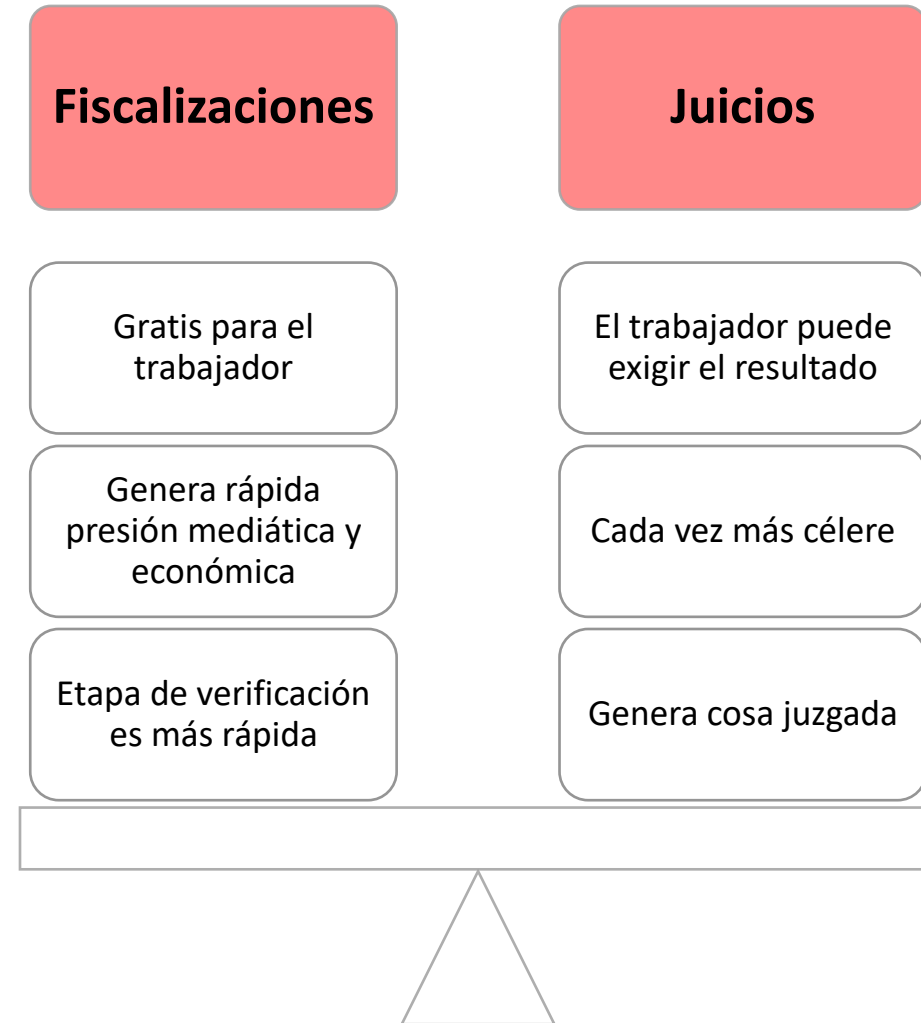 Fiscalizaciones
Gratis para el
trabajador
Genera rápida
presión mediática y
económica
Etapa de verificación
es más rápida
Juicios
El trabajador puede
exigir el resultado
Cada vez más célere
Genera cosa juzgada